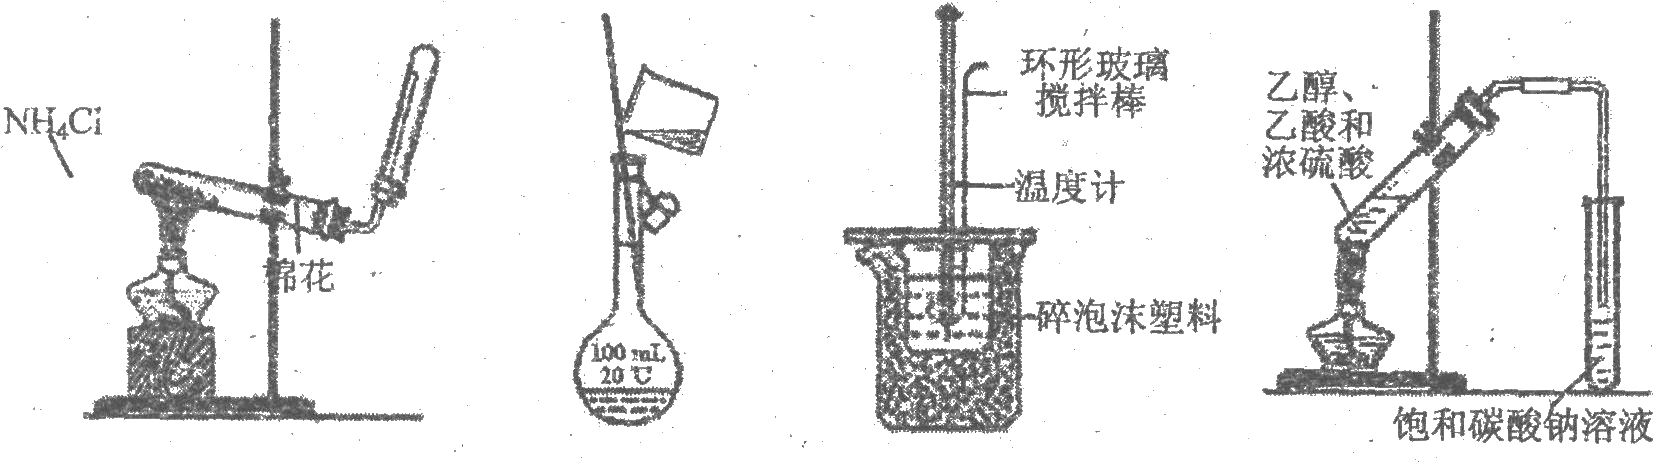 NH₄Cl
棉花
100 mL
20℃
环形玻璃
搅拌棒
温度计
碎泡沫塑料
乙醇、
乙酸和
浓硫酸
饱和碳酸钠溶液